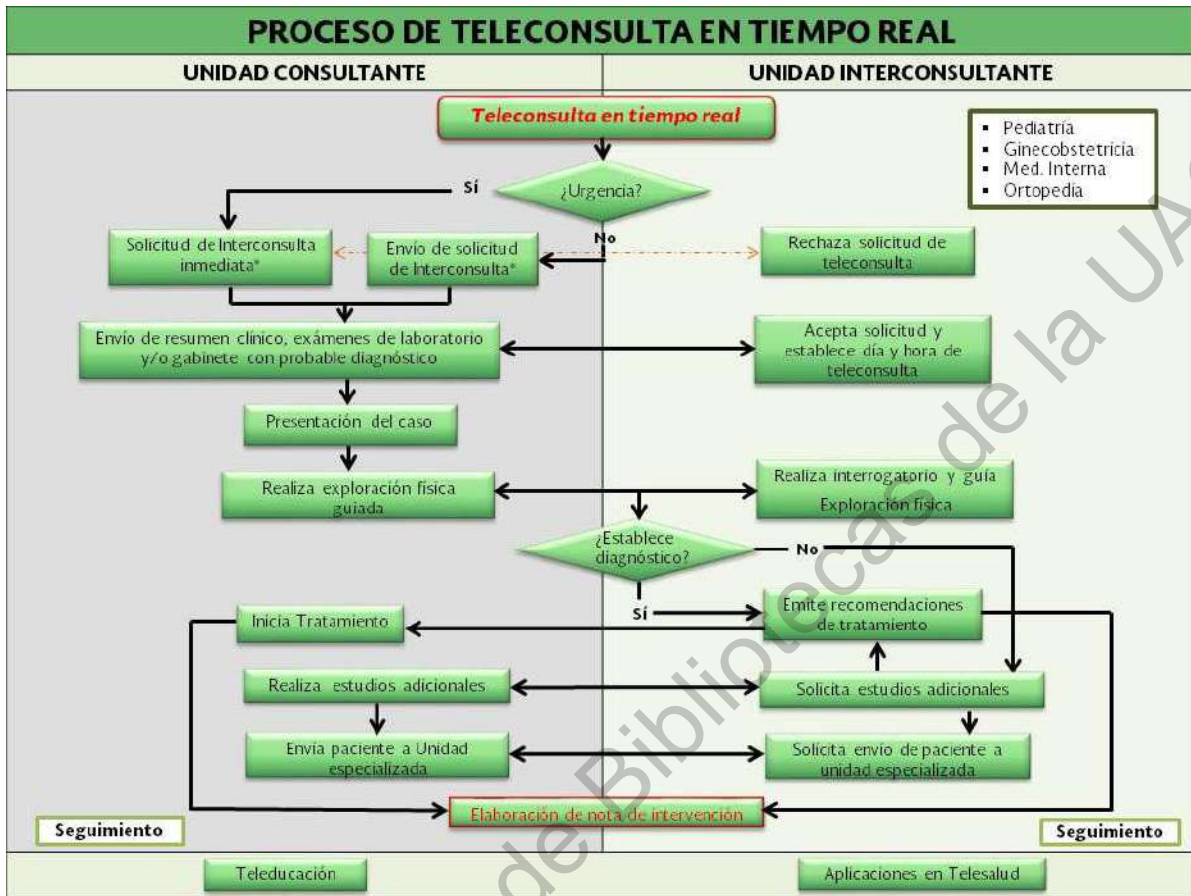 PROCESO DE TELECONSULTA EN TIEMPO REAL
UNIDAD CONSULTANTE
UNIDAD INTERCONSULTANTE
Teleconsulta en tiempo real
▪ Pediatría
▪ Ginecobstetricia
▪ Med. Interna
▪ Ortopedia
¿Urgencia?
Sí
No
Solicitud de Interconsulta
inmediata*
Envío de solicitud
de Interconsulta*
Rechaza solicitud de
teleconsulta
Envío de resumen clínico, exámenes de laboratorio
y/o gabinete con probable diagnóstico
Acepta solicitud y
establece día y hora de
teleconsulta
Presentación del caso
Realiza exploración física
guiada
Realiza interrogatorio y guía
Exploración física
¿Establece
diagnóstico?
No
Sí
Inicia Tratamiento
Emite recomendaciones
de tratamiento
Realiza estudios adicionales
Solicita estudios adicionales
Envía paciente a Unidad
especializada
Solicita envío de paciente a
unidad especializada
Elaboración de nota de intervención
Seguimiento
Seguimiento
Teleducación
Aplicaciones en Telesalud
de Bibliotecas de la